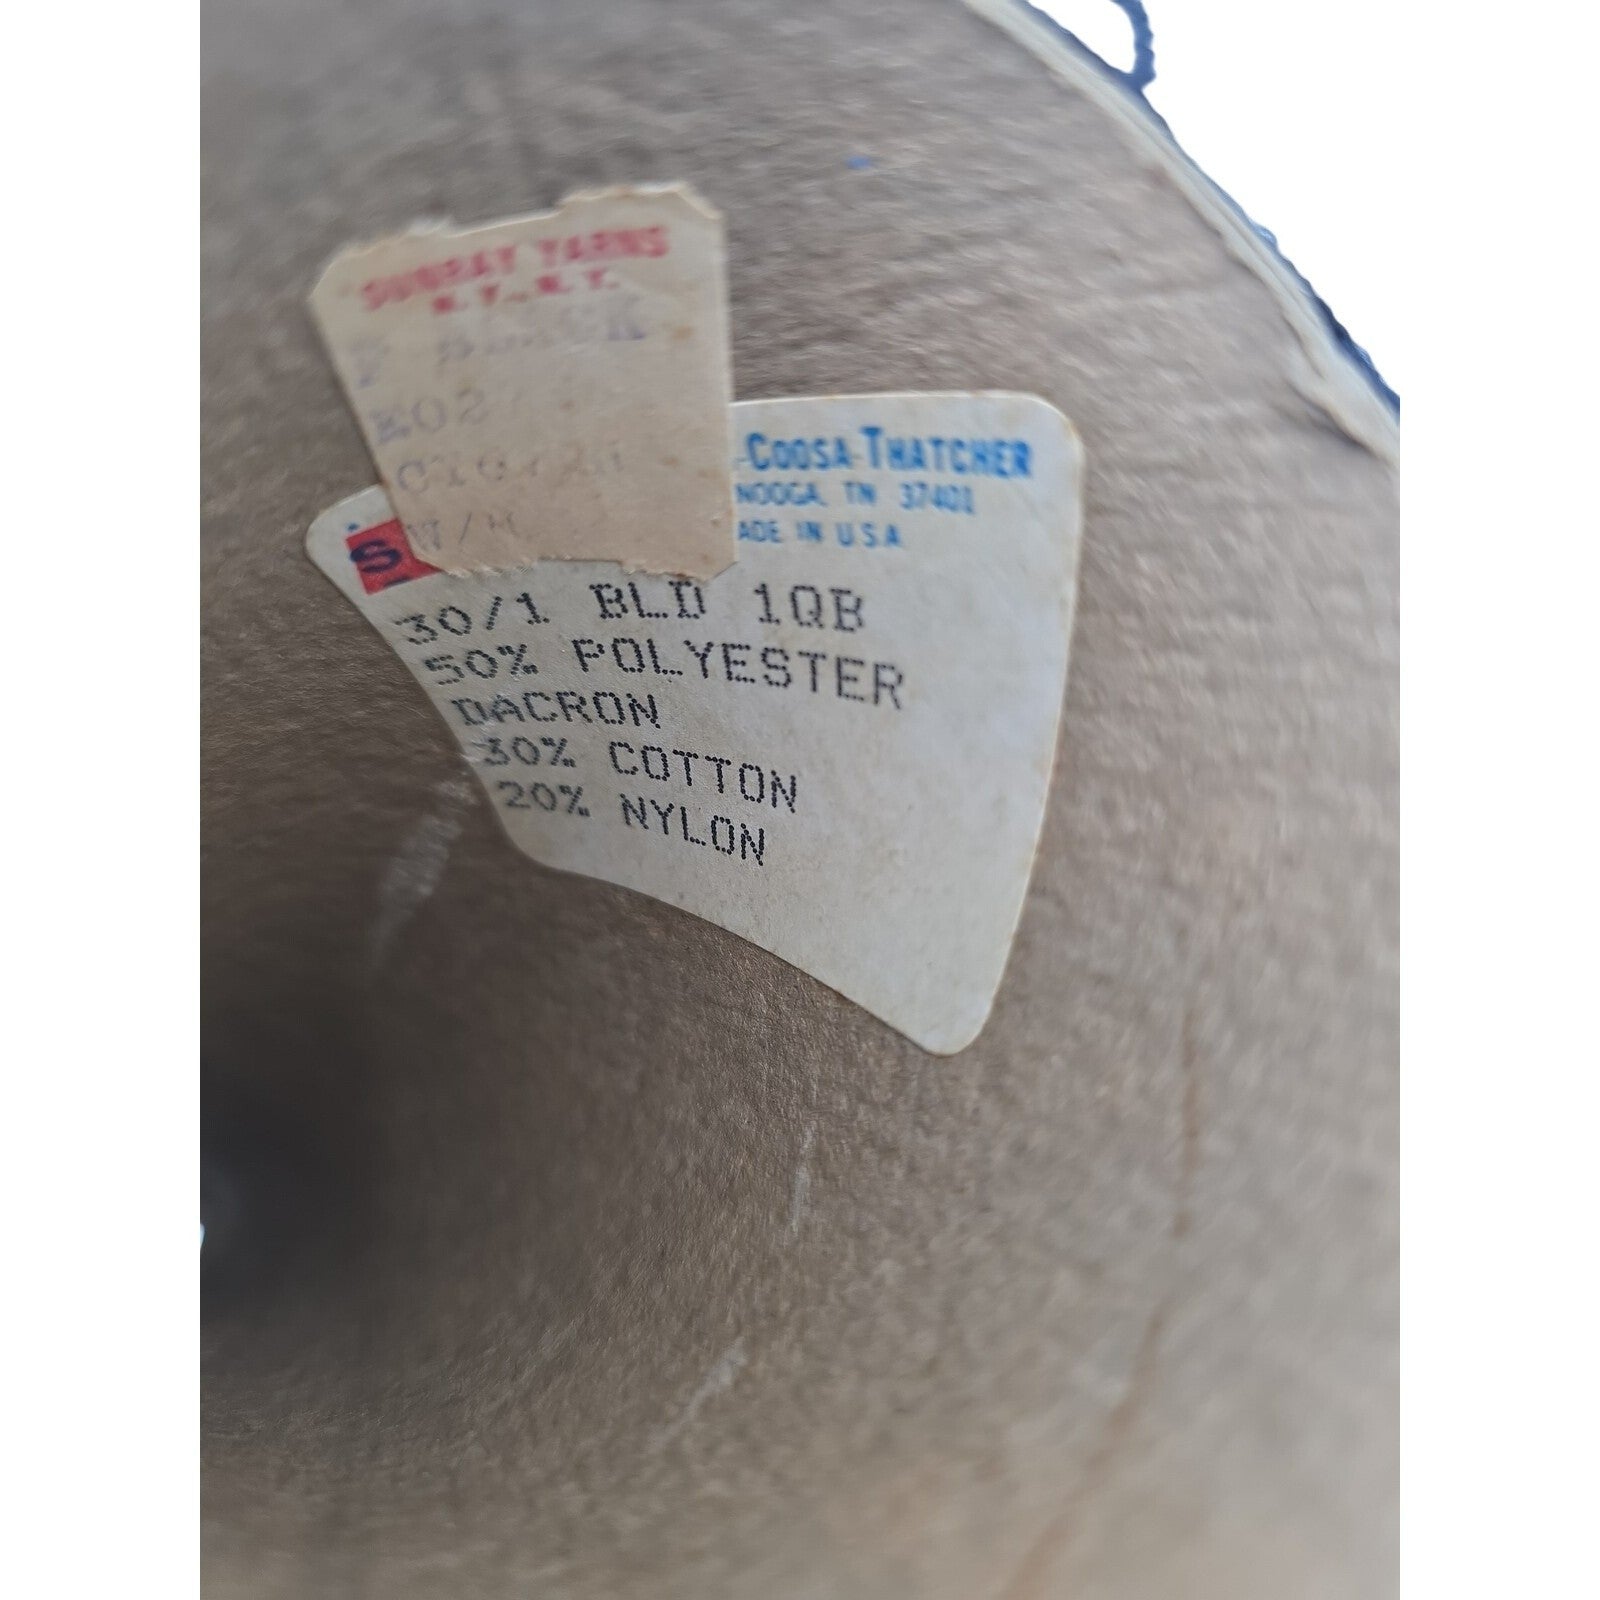 SUNRAY YARNS
N.Y., N.Y.
BLACK
W/
-COOSA-THATCHER
NOOGA, TN 37401
ADE IN U S A
S
30/1 BLD 1QB
50% POLYESTER
DACRON
30% COTTON
20% NYLON